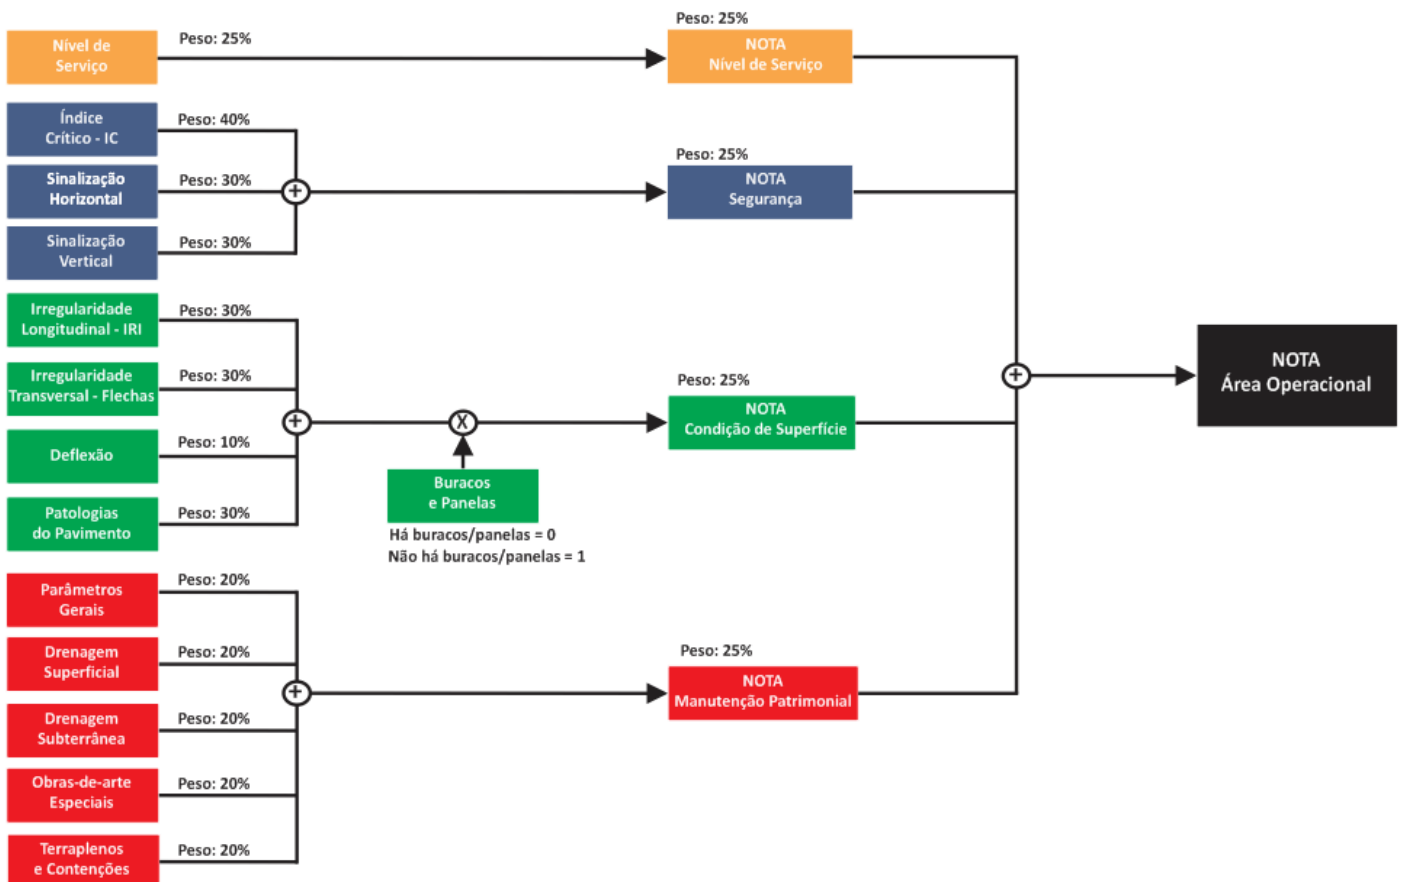 Peso: 25%
Nível de
Serviço
Peso: 25%
NOTA
Nível de Serviço
Índice
Crítico - IC
Peso: 40%
Sinalização
Horizontal
Peso: 30%
Sinalização
Vertical
Peso: 30%
Peso: 25%
NOTA
Segurança
Irregularidade
Longitudinal - IRI
Peso: 30%
Irregularidade
Transversal - Flechas
Peso: 30%
Deflexão
Peso: 10%
Patologias
do Pavimento
Peso: 30%
+
+
X
Buracos
e Panelas
Há buracos/panelas = 0
Não há buracos/panelas = 1
Peso: 25%
NOTA
Condição de Superfície
Parâmetros
Gerais
Peso: 20%
Drenagem
Superficial
Peso: 20%
Drenagem
Subterrânea
Peso: 20%
Obras-de-arte
Especiais
Peso: 20%
Terraplenos
e Contenções
Peso: 20%
+
Peso: 25%
NOTA
Manutenção Patrimonial
+
NOTA
Área Operacional